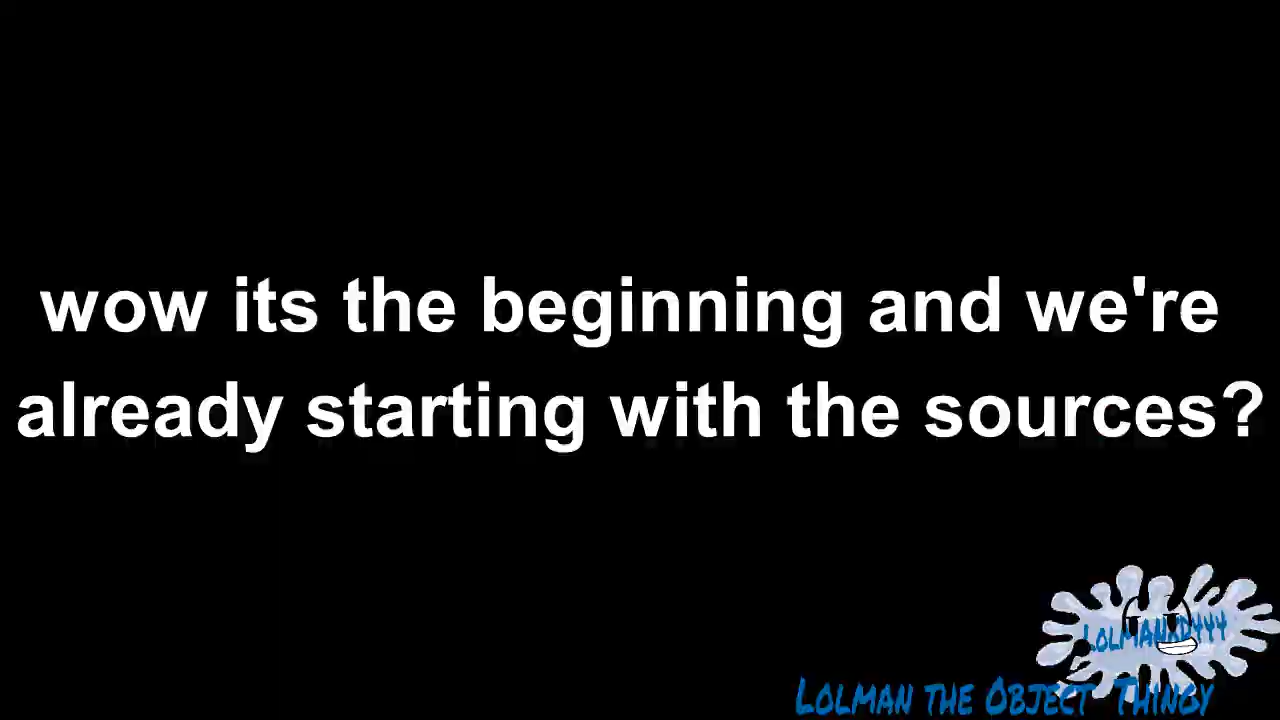 wow its the beginning and we're
already starting with the sources?
Lolman the Object Thingy